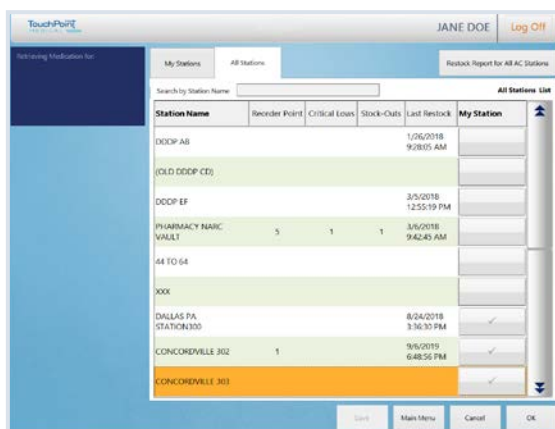 TouchPoint
MEDICAL
JANE DOE
Log Off
Retrieving Medication for:
My Stations
All Stations
Restock Report for All AC Stations
Search by Station Name
All Stations List
Station Name Reorder Point Critical Lows Stock-Outs Last Restock My Station
DDDP AB 1/26/2018
9:28:05 AM
(OLD DDDP CD)
DDDP EF 3/5/2018
12:55:19 PM
PHARMACY NARC
VAULT 5 1 1 3/6/2018
9:42:45 AM
44 TO 64
XXX
DALLAS PA
STATION300 8/24/2018
3:36:30 PM
CONCORDVILLE 302 1 9/6/2019
6:48:56 PM
CONCORDVILLE 303
Save
Main Menu
Cancel
OK